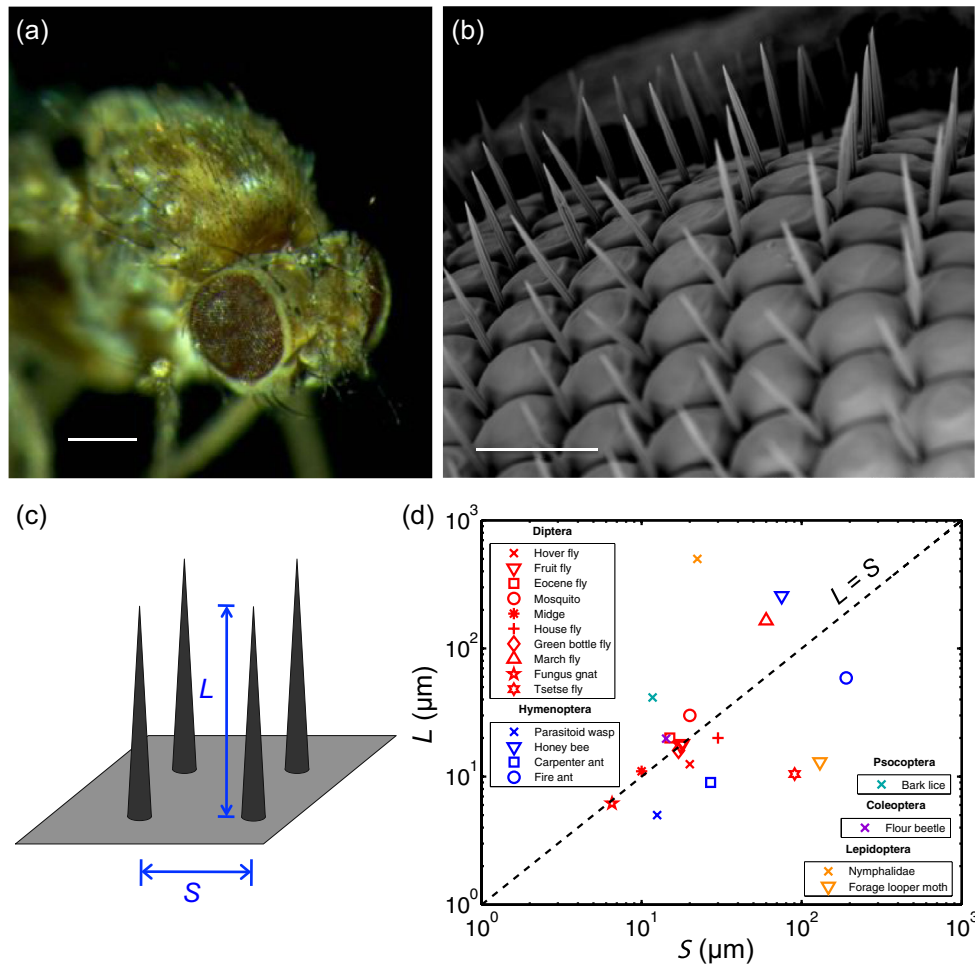 (a)
(b)
(c)
L
S
(d)
10³
10²
10¹
10⁰
L (μm)
10⁰
10¹
10²
10³
S (μm)
L = S
Diptera
Hover fly
Fruit fly
Eocene fly
Mosquito
Midge
House fly
Green bottle fly
March fly
Fungus gnat
Tsetse fly
Hymenoptera
Parasitoid wasp
Honey bee
Carpenter ant
Fire ant
Psocoptera
Bark lice
Coleoptera
Flour beetle
Lepidoptera
Nymphalidae
Forage looper moth